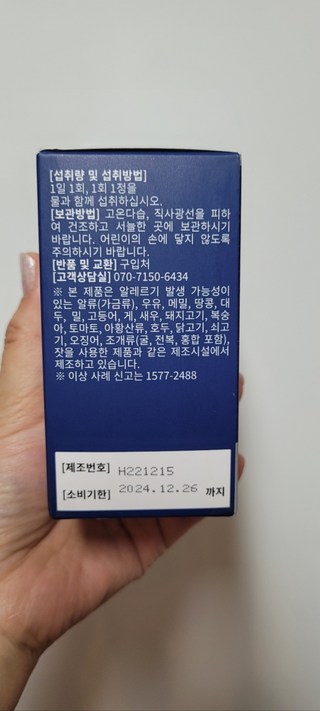 [섭취량 및 섭취방법]
1일 1회, 1회 1정을
물과 함께 섭취하십시오.
[보관방법] 고온다습, 직사광선을 피하
여 건조하고 서늘한 곳에 보관하시기
바랍니다. 어린이의 손에 닿지 않도록
주의하시기 바랍니다.
[반품 및 교환] 구입처
[고객상담실] 070-7150-6434
※ 본 제품은 알레르기 발생 가능성이
있는 알류(가금류), 우유, 메밀, 땅콩, 대
두, 밀, 고등어, 게, 새우, 돼지고기, 복숭
아, 토마토, 아황산류, 호두, 닭고기, 쇠고
기, 오징어, 조개류(굴, 전복, 홍합 포함),
잣을 사용한 제품과 같은 제조시설에서
제조하고 있습니다.
※ 이상 사례 신고는 1577-2488
[제조번호] H221215
[소비기한] 2024.12.26 까지